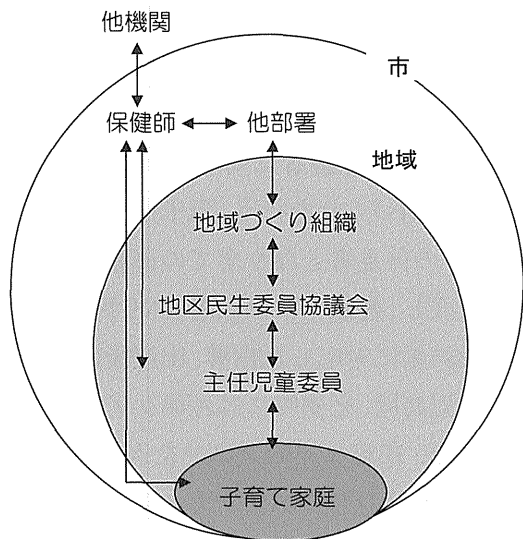 他機関
市
保健師
他部署
地域
地域づくり組織
地区民生委員協議会
主任児童委員
子育て家庭